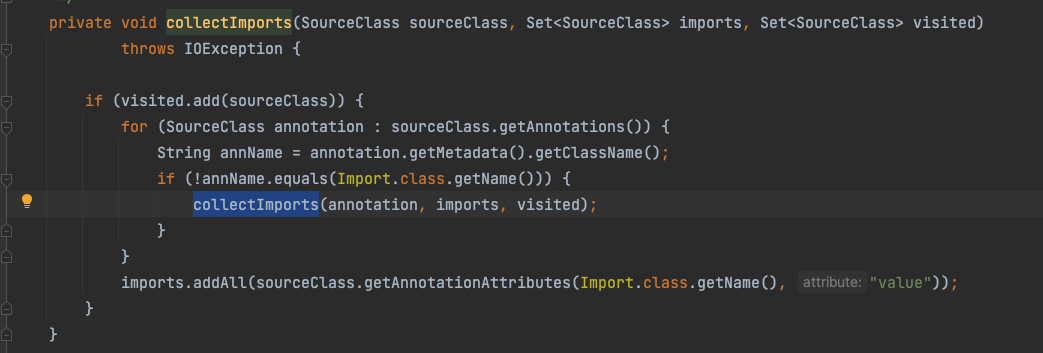 private void collectImports(SourceClass sourceClass, Set<SourceClass> imports, Set<SourceClass> visited)
throws IOException {
if (visited.add(sourceClass)) {
for (SourceClass annotation : sourceClass.getAnnotations()) {
String annName = annotation.getMetadata().getClassName();
if (!annName.equals(Import.class.getName())) {
collectImports(annotation, imports, visited);
}
}
imports.addAll(sourceClass.getAnnotationAttributes(Import.class.getName(), attribute: "value"));
}
}